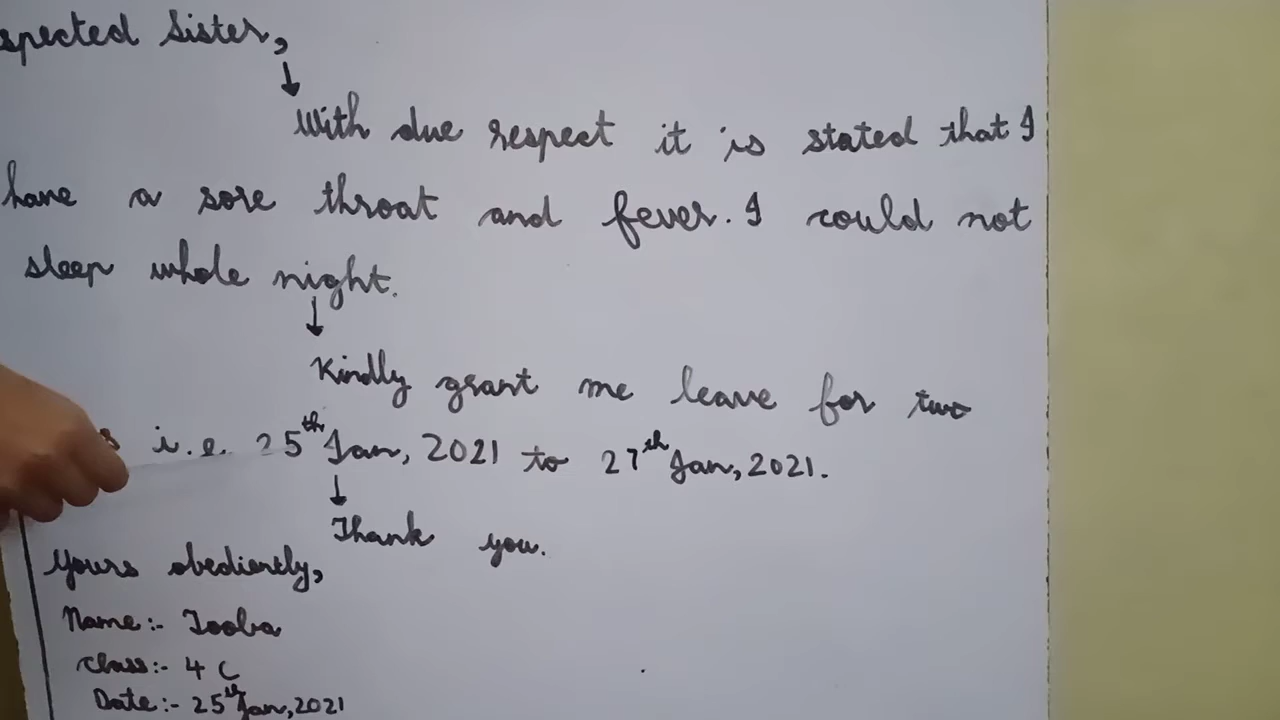 spected Sister,
With due respect it is stated that I
have a sore throat and fever. I could not
sleep whole night.
Kindly grant me leave for two
i.e. 25th Jan, 2021 to 27th Jan, 2021.
Thank you.
Yours obediently,
Name:- Tooba
Class:- 4 C
Date:- 25th Jan, 2021